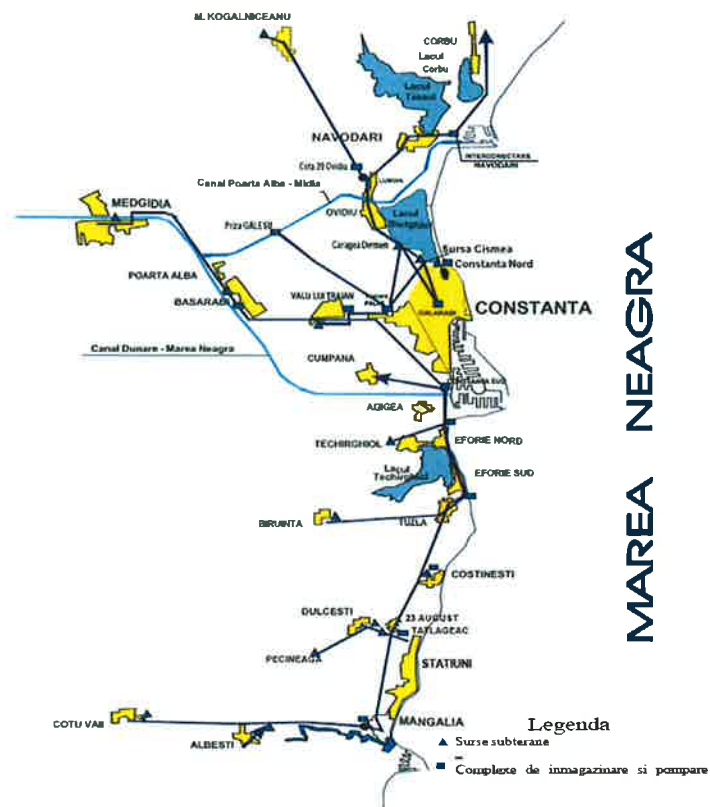 M. KOGALNICEANU
CORBU
Lacul
Corbu
Lacul
NAVODARI
INTERCONECTARE
NAVODARI
Cota 20 Ovidiu
Canal Poarta Alba - Midia
MEDGIDIA
OVIDIU
Lacul
Priza GALESU
Caragea Dermen
Sursa Cismea
Constanta Nord
POARTA ALBA
BASARABI
VALU LUI TRAIAN
CONSTANTA
Canal Dunare - Marea Neagra
CUMPANA
CONSTANTA SUD
AGIGEA
TECHIRGHIOL
EFORIE NORD
Lacul
Techirghiol
EFORIE SUD
BIRUINTA
TUZLA
COSTINESTI
DULCESTI
23 AUGUST
TATLAGEAC
PECINEAGA
STATIUNI
COTU VAII
MANGALIA
ALBESTI
MAREA NEAGRA
Legenda
Surse subterane
Complexe de inmagazinare si pompare